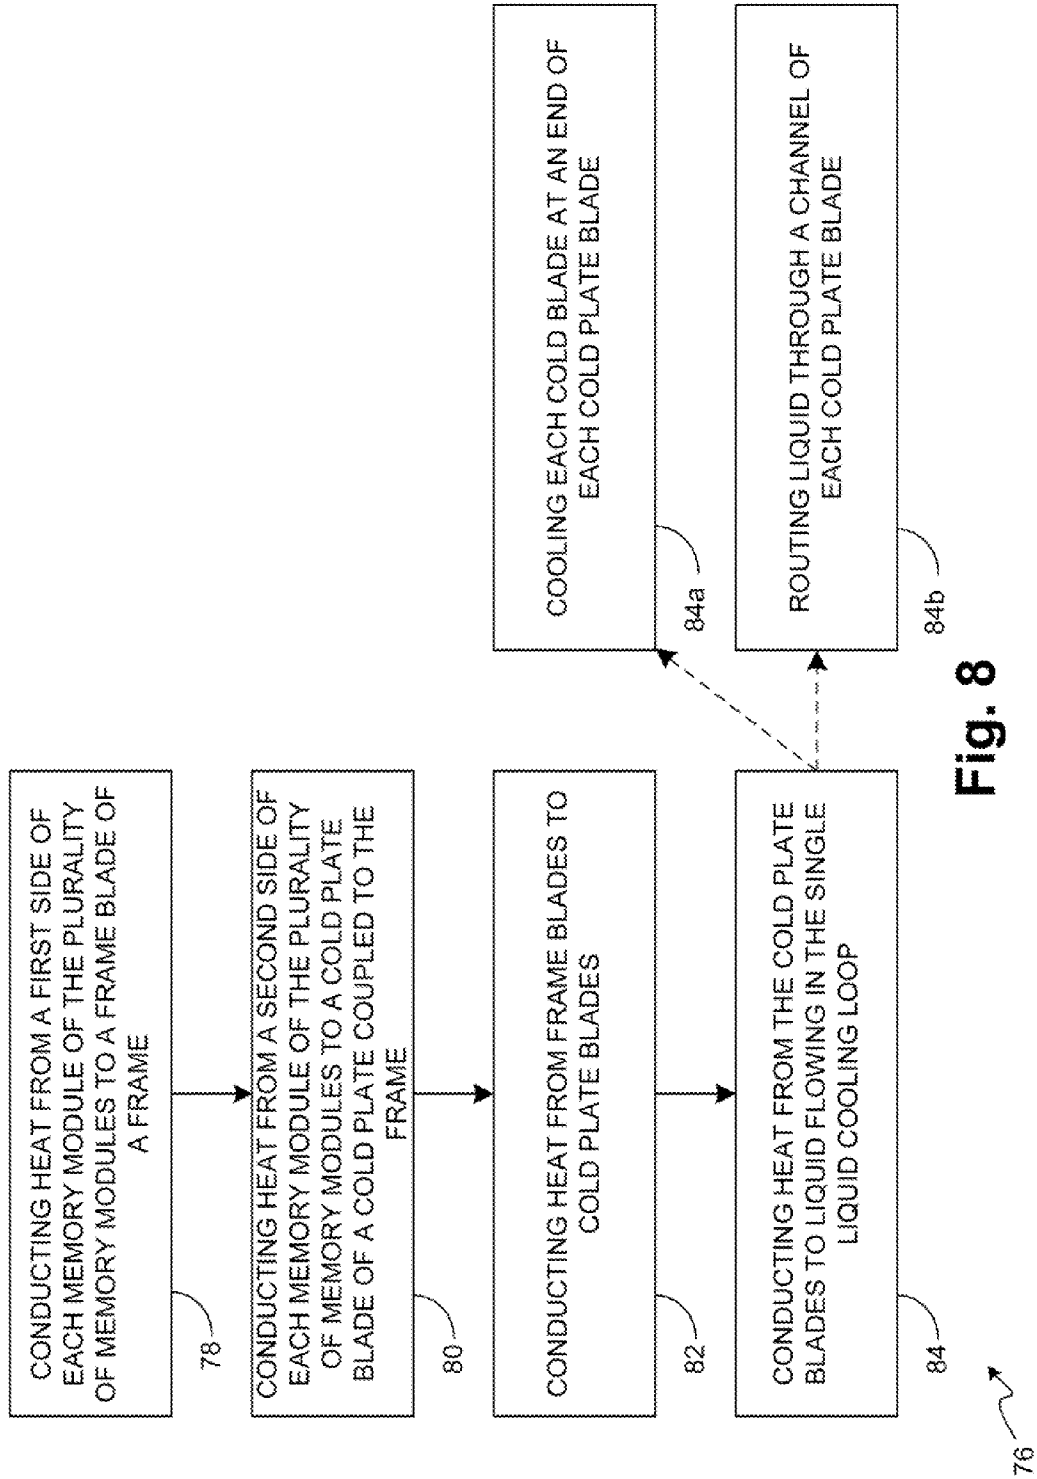 CONDUCTING HEAT FROM A FIRST SIDE OF
EACH MEMORY MODULE OF THE PLURALITY
OF MEMORY MODULES TO A FRAME BLADE OF
A FRAME
78
CONDUCTING HEAT FROM A SECOND SIDE OF
EACH MEMORY MODULE OF THE PLURALITY
OF MEMORY MODULES TO A COLD PLATE
BLADE OF A COLD PLATE COUPLED TO THE
FRAME
80
CONDUCTING HEAT FROM FRAME BLADES TO
COLD PLATE BLADES
82
CONDUCTING HEAT FROM THE COLD PLATE
BLADES TO LIQUID FLOWING IN THE SINGLE
LIQUID COOLING LOOP
84
COOLING EACH COLD BLADE AT AN END OF
EACH COLD PLATE BLADE
84a
ROUTING LIQUID THROUGH A CHANNEL OF
EACH COLD PLATE BLADE
84b
76
Fig. 8